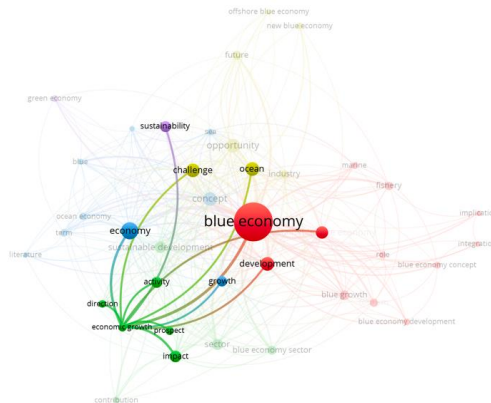 offshore blue economy
new blue economy
future
green economy
sustainability
sea
opportunity
blue
challenge
ocean
industry
marine
fishery
concept
ocean economy
blue economy
term
economy
literature
sustainable development
role
blue economy concept
development
activity
growth
direction
blue growth
economic growth
prospect
blue economy development
sector
blue economy sector
impact
contribution